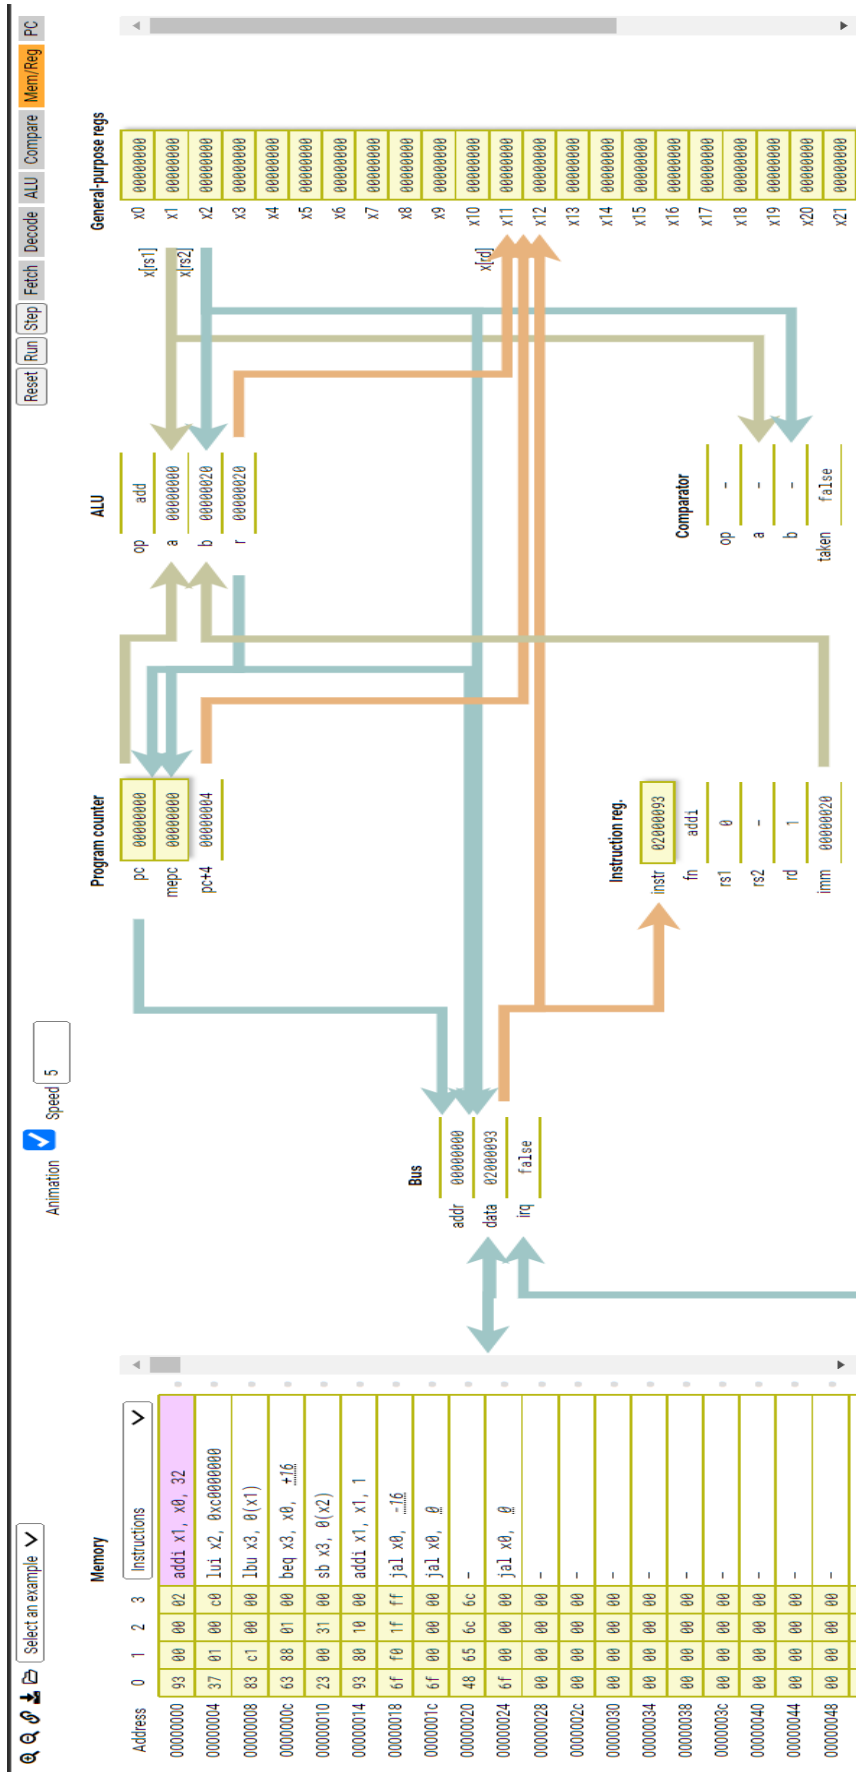 Select an example
Animation
Speed 5
Reset Run Step Fetch Decode ALU Compare Mem/Reg PC
Memory
Address 0 1 2 3 Instructions
00000000 93 00 00 02 addi x1, x0, 32
00000004 37 01 00 c0 lui x2, 0xc0000000
00000008 83 c1 00 00 lbu x3, 0(x1)
0000000c 63 88 01 00 beq x3, x0, +16
00000010 23 00 31 00 sb x3, 0(x2)
00000014 93 80 10 00 addi x1, x1, 1
00000018 6f f0 1f ff jal x0, -16
0000001c 6f 00 00 00 jal x0, 0
00000020 48 65 6c 6c –
00000024 6f 00 00 00 jal x0, 0
00000028 00 00 00 00 –
0000002c 00 00 00 00 –
00000030 00 00 00 00 –
00000034 00 00 00 00 –
00000038 00 00 00 00 –
0000003c 00 00 00 00 –
00000040 00 00 00 00 –
00000044 00 00 00 00 –
00000048 00 00 00 00 –
Bus
addr 00000000
data 02000093
irq false
Program counter
pc 00000000
mepc 00000000
pc+4 00000004
Instruction reg.
instr 02000093
fn addi
rs1 0
rs2 –
rd 1
imm 00000020
ALU
op add
a 00000000
b 00000020
r 00000020
Comparator
op –
a –
b –
taken false
General-purpose regs
x[rs1]
x[rs2]
x[rd]
x0 00000000
x1 00000000
x2 00000000
x3 00000000
x4 00000000
x5 00000000
x6 00000000
x7 00000000
x8 00000000
x9 00000000
x10 00000000
x11 00000000
x12 00000000
x13 00000000
x14 00000000
x15 00000000
x16 00000000
x17 00000000
x18 00000000
x19 00000000
x20 00000000
x21 00000000